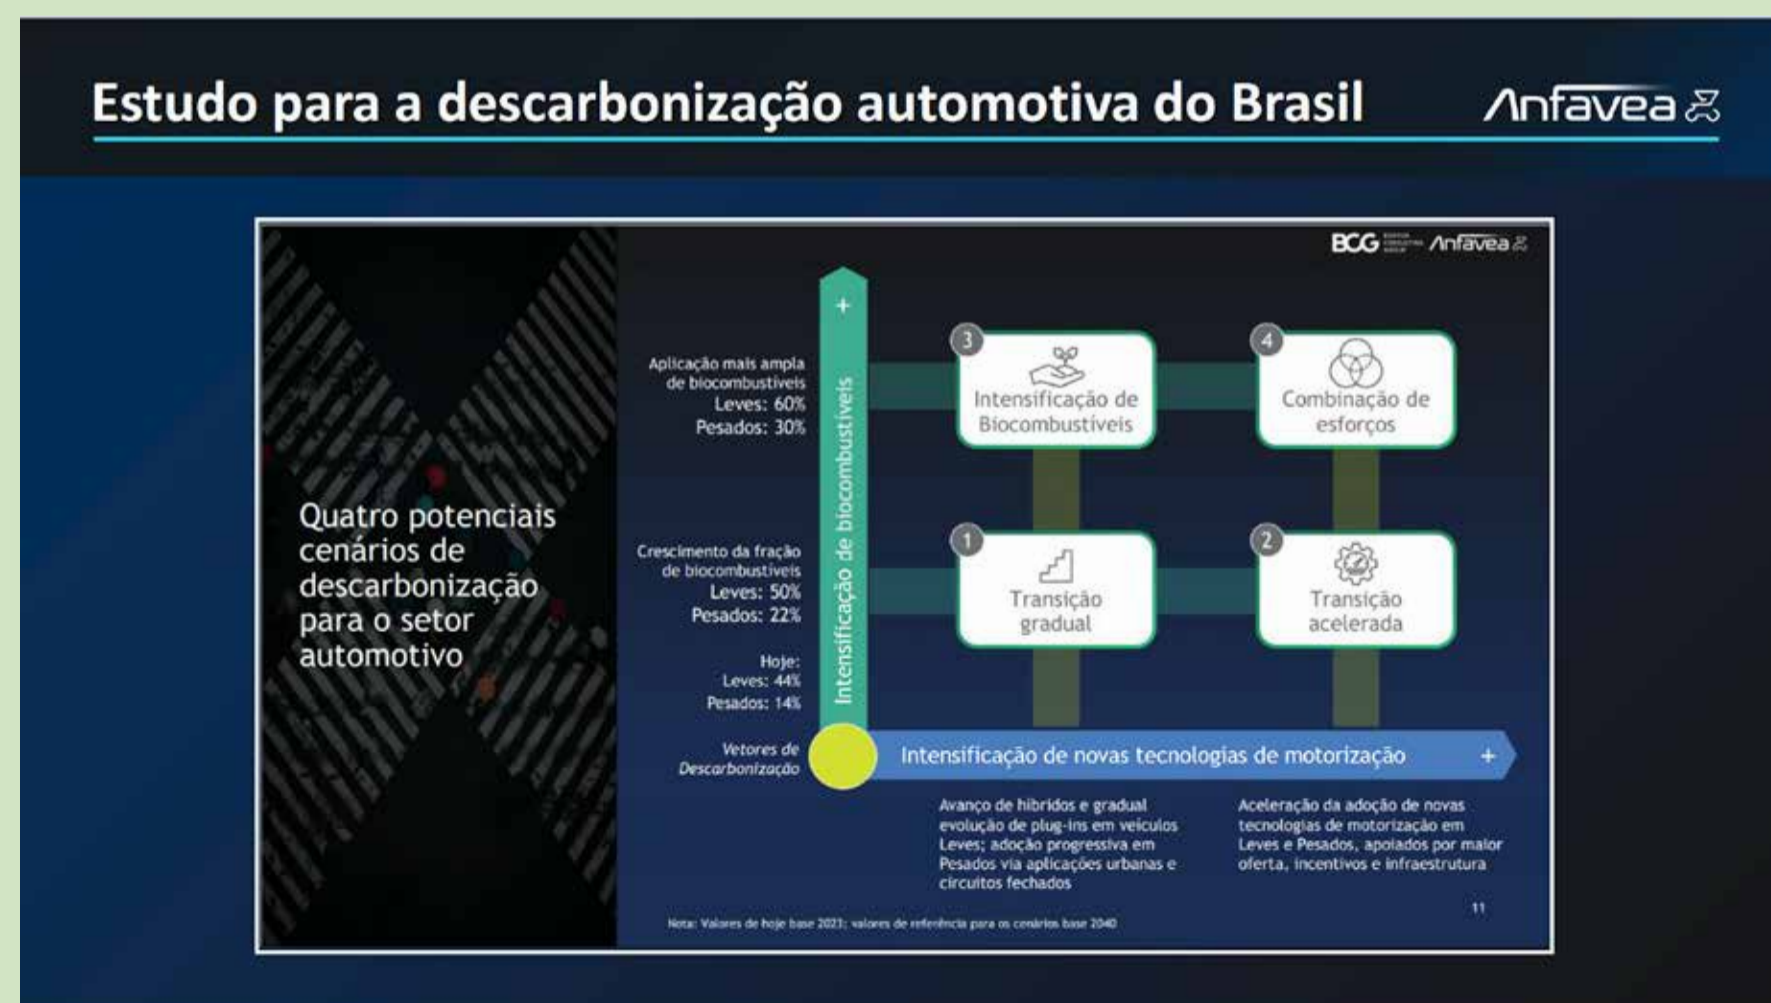 Estudo para a descarbonização automotiva do Brasil
Anfavea
BCG
Anfavea
Quatro potenciais
cenários de
descarbonização
para o setor
automotivo
Aplicação mais ampla
de biocombustíveis
Leves: 60%
Pesados: 30%
Crescimento da fração
de biocombustíveis
Leves: 50%
Pesados: 22%
Hoje:
Leves: 44%
Pesados: 14%
Vetores de
Descarbonização
+
Intensificação de biocombustíveis
3
Intensificação de
Biocombustíveis
4
Combinação de
esforços
1
Transição
gradual
2
Transição
acelerada
Intensificação de novas tecnologias de motorização +
Avanço de híbridos e gradual
evolução de plug-ins em veículos
Leves; adoção progressiva em
Pesados via aplicações urbanas e
circuitos fechados
Aceleração da adoção de novas
tecnologias de motorização em
Leves e Pesados, apoiados por maior
oferta, incentivos e infraestrutura
11
Nota: Valores de hoje base 2023; valores de referência para os cenários base 2040